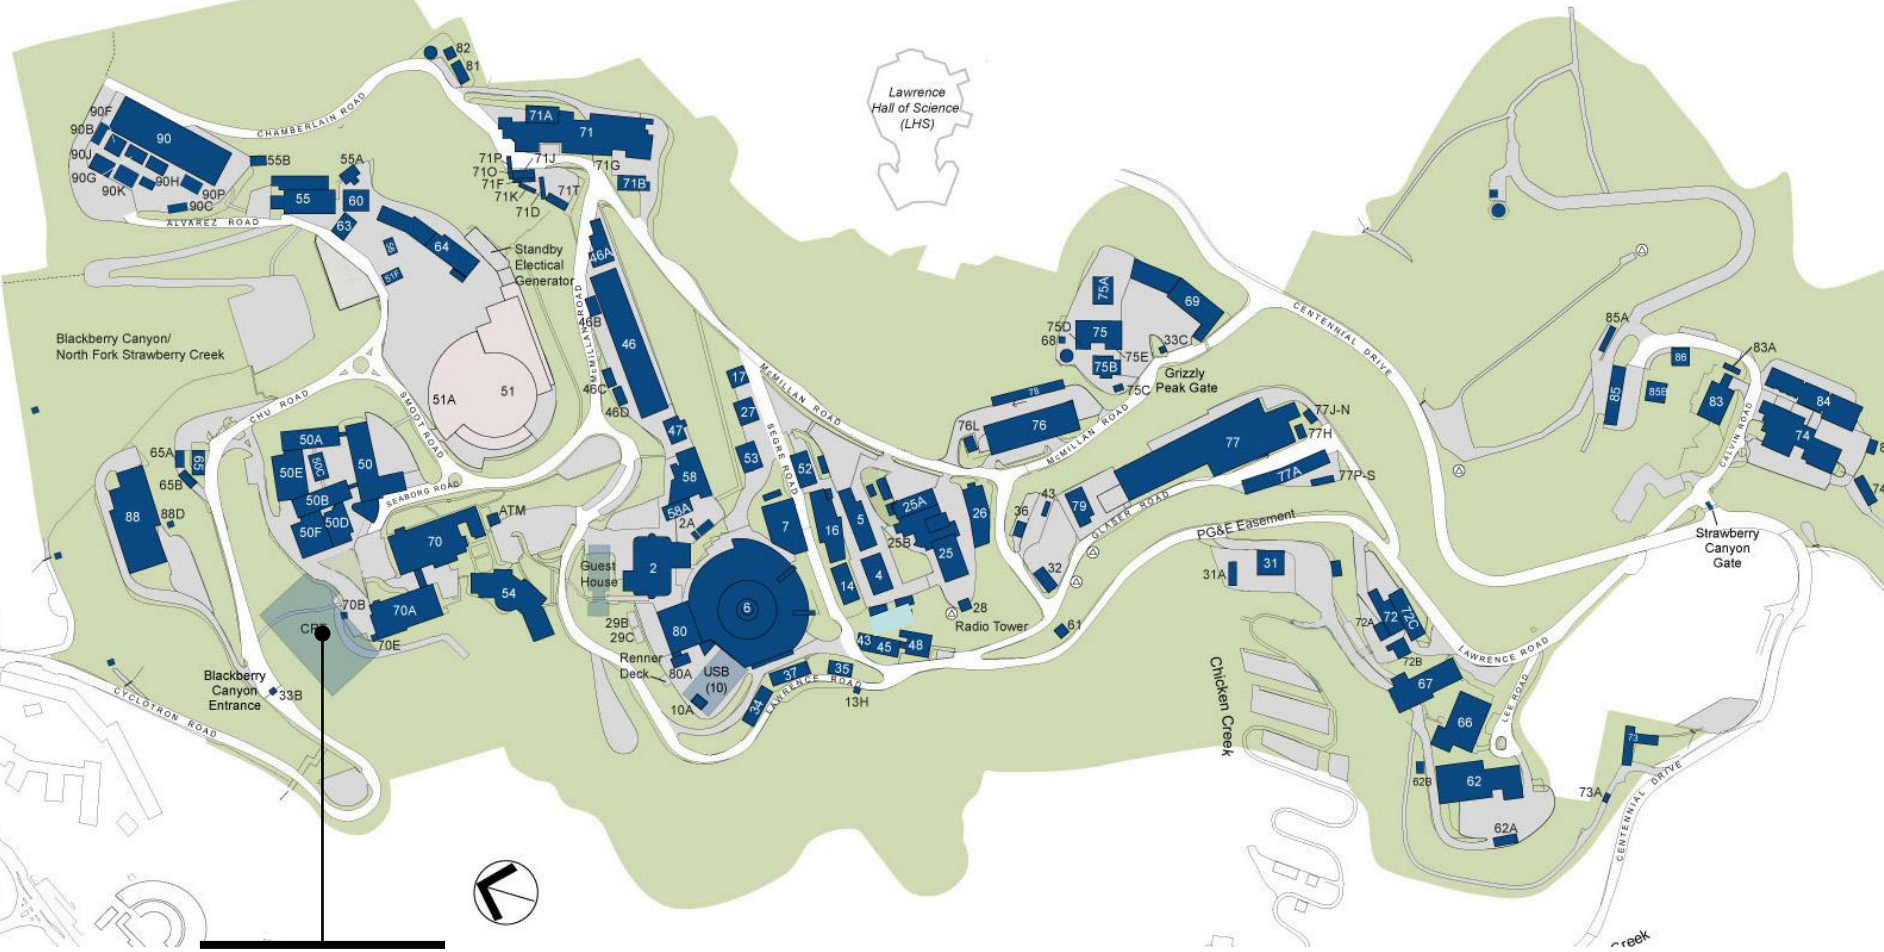 82
81
90F
90B
90
90J
90G
90K
90H
90P
90C
CHAMBERLAIN ROAD
55B
55A
55
60
63
ALVAREZ ROAD
64
51F
71A
71
71P
71J
71O
71F
71K
71D
71T
71G
71B
Lawrence
Hall of Science
(LHS)
Standby
Electical
Generator
46A
46B
46
46C
46D
McMILLAN ROAD
Blackberry Canyon/
North Fork Strawberry Creek
51A
51
CHU ROAD
SMOOT ROAD
SEABORG ROAD
65A
65
65B
88
88D
50A
50E
50C
50
50B
50F
50D
70
ATM
70A
70B
70E
54
47
17
27
53
58
58A
2A
McMILLAN ROAD
SEGRE ROAD
52
7
16
5
25A
25B
25
26
14
4
28
Radio Tower
Guest
House
2
6
29B
29C
80
80A
Renner
Deck
USB
(10)
10A
34
37
35
LAWRENCE ROAD
13H
43
45
48
61
Blackberry
Canyon
Entrance
33B
CYCLOTRON ROAD
75A
69
75D
68
75
75E
75B
75C
33C
Grizzly
Peak Gate
CENTENNIAL DRIVE
78
76
76L
McMILLAN ROAD
77
77J-N
77H
77A
77P-S
43
36
79
32
GLASER ROAD
PG&E Easement
31A
31
72
72A
72C
72B
67
66
LAWRENCE ROAD
LEE ROAD
62
62B
62A
Chicken Creek
85A
85
85B
86
83A
83
84
74
CALVIN ROAD
Strawberry
Canyon
Gate
73
73A
CENTENNIAL DRIVE
reek